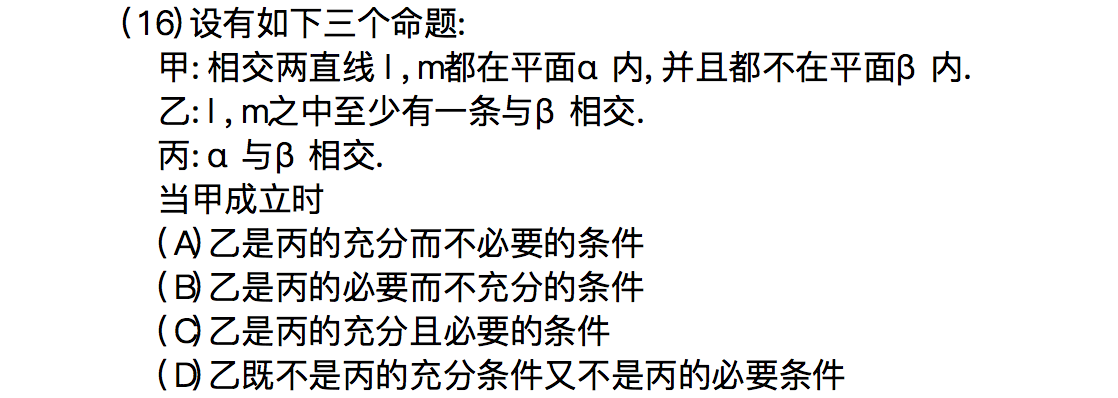 (16)设有如下三个命题:
甲:相交两直线l,m都在平面α 内,并且都不在平面β 内.
乙:l,m之中至少有一条与β 相交.
丙:α 与β 相交.
当甲成立时
(A)乙是丙的充分而不必要的条件
(B)乙是丙的必要而不充分的条件
(C)乙是丙的充分且必要的条件
(D)乙既不是丙的充分条件又不是丙的必要条件